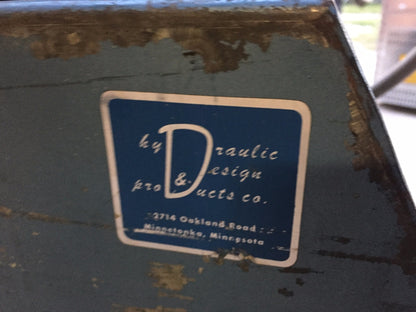 hyDraulic
Design
& proDucts co.
2714 Oakland Road
Minnetonka, Minnesota